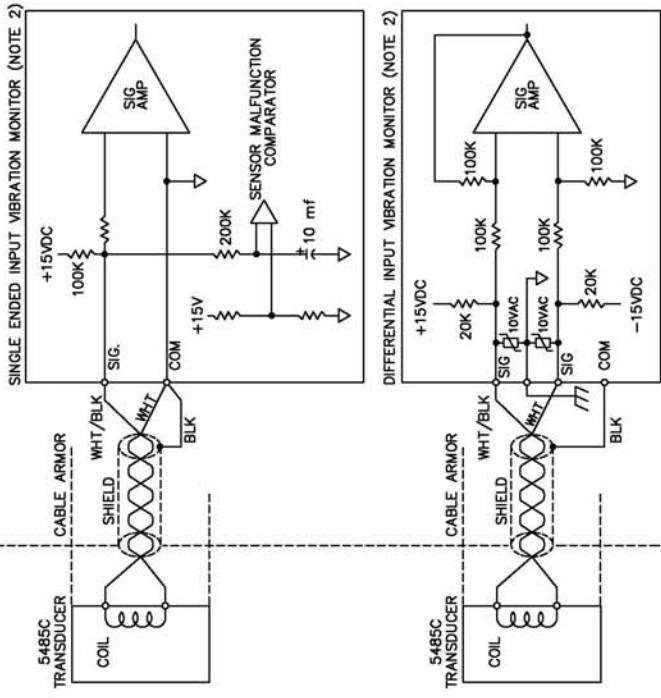 SINGLE ENDED INPUT VIBRATION MONITOR (NOTE 2)
5485C
TRANSDUCER
CABLE ARMOR
SHIELD
COIL
WHT/BLK
WHT
BLK
SIG.
COM
+15VDC
100K
SIG
AMP
200K
+15V
SENSOR MALFUNCTION
COMPARATOR
± 10 mf
DIFFERENTIAL INPUT VIBRATION MONITOR (NOTE 2)
5485C
TRANSDUCER
CABLE ARMOR
SHIELD
COIL
WHT/BLK
WHT
BLK
SIG
SIG
COM
+15VDC
20K
10VAC
10VAC
20K
-15VDC
100K
100K
100K
100K
SIG
AMP